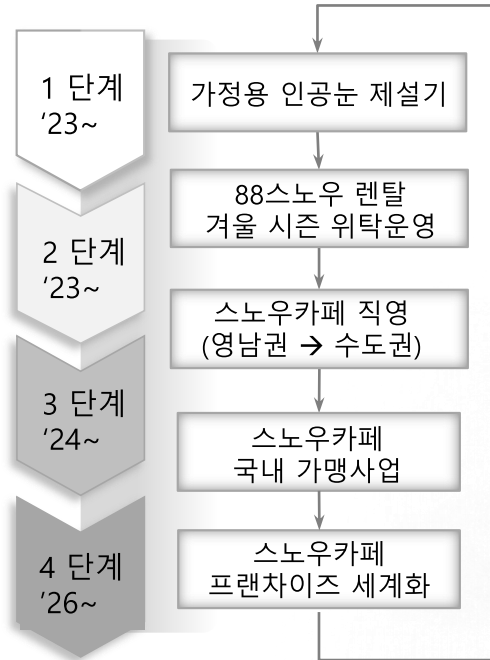 1 단계
‘23~
가정용 인공눈 제설기
88스노우 렌탈
겨울 시즌 위탁운영
2 단계
‘23~
스노우카페 직영
(영남권 → 수도권)
3 단계
‘24~
스노우카페
국내 가맹사업
4 단계
‘26~
스노우카페
프랜차이즈 세계화